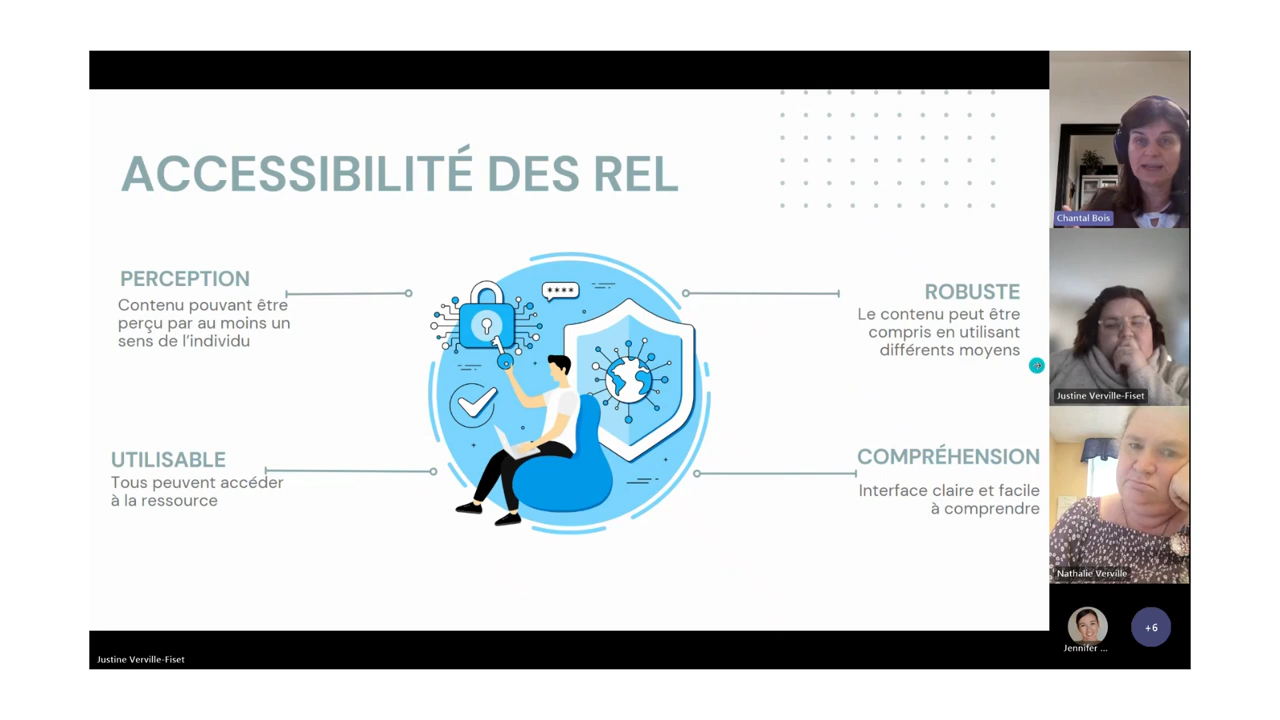 ACCESSIBILITÉ DES REL
PERCEPTION
Contenu pouvant être
perçu par au moins un
sens de l'individu
ROBUSTE
Le contenu peut être
compris en utilisant
différents moyens
UTILISABLE
Tous peuvent accéder
à la ressource
COMPRÉHENSION
Interface claire et facile
à comprendre
****
Chantal Bois
Justine Verville-Fiset
Nathalie Verville
Jennifer ...
+6
Justine Verville-Fiset